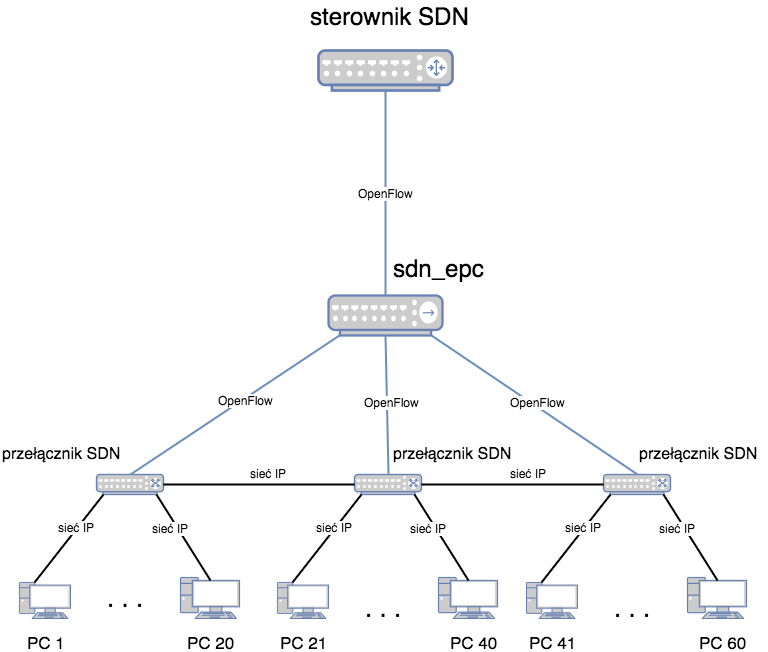 sterownik SDN
OpenFlow
sdn_epc
OpenFlow
OpenFlow
OpenFlow
przełącznik SDN
przełącznik SDN
przełącznik SDN
sieć IP
sieć IP
sieć IP
sieć IP
sieć IP
sieć IP
sieć IP
sieć IP
. . .
. . .
. . .
PC 1
PC 20
PC 21
PC 40
PC 41
PC 60